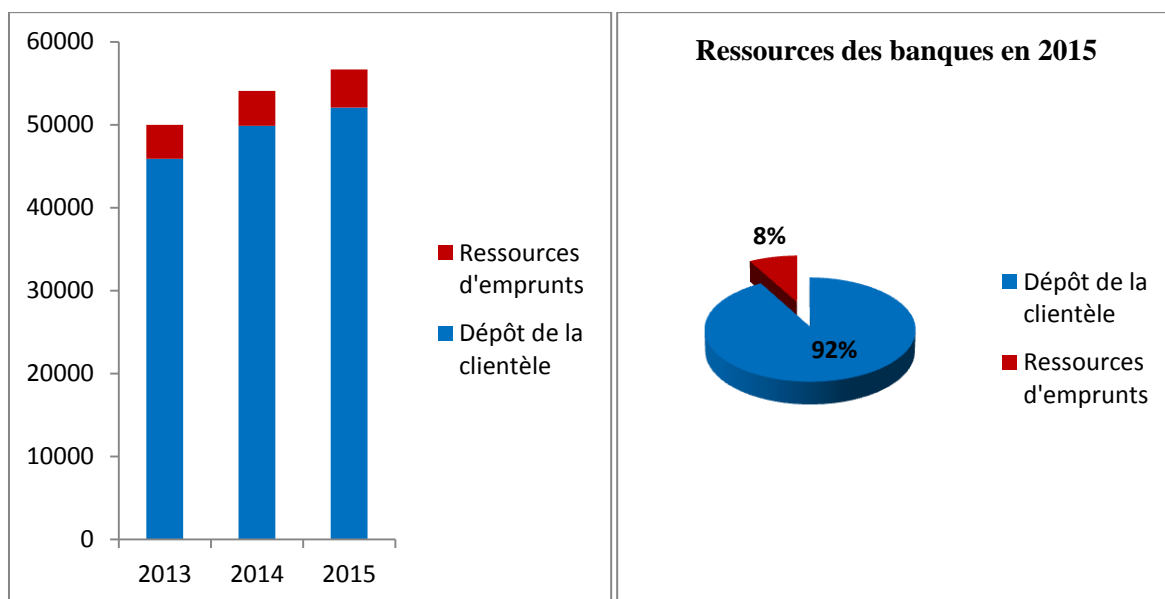 60000
50000
40000
30000
20000
10000
0
2013 2014 2015
Ressources
d'emprunts
Dépôt de la
clientèle
Ressources des banques en 2015
8%
92%
Dépôt de la
clientèle
Ressources
d'emprunts